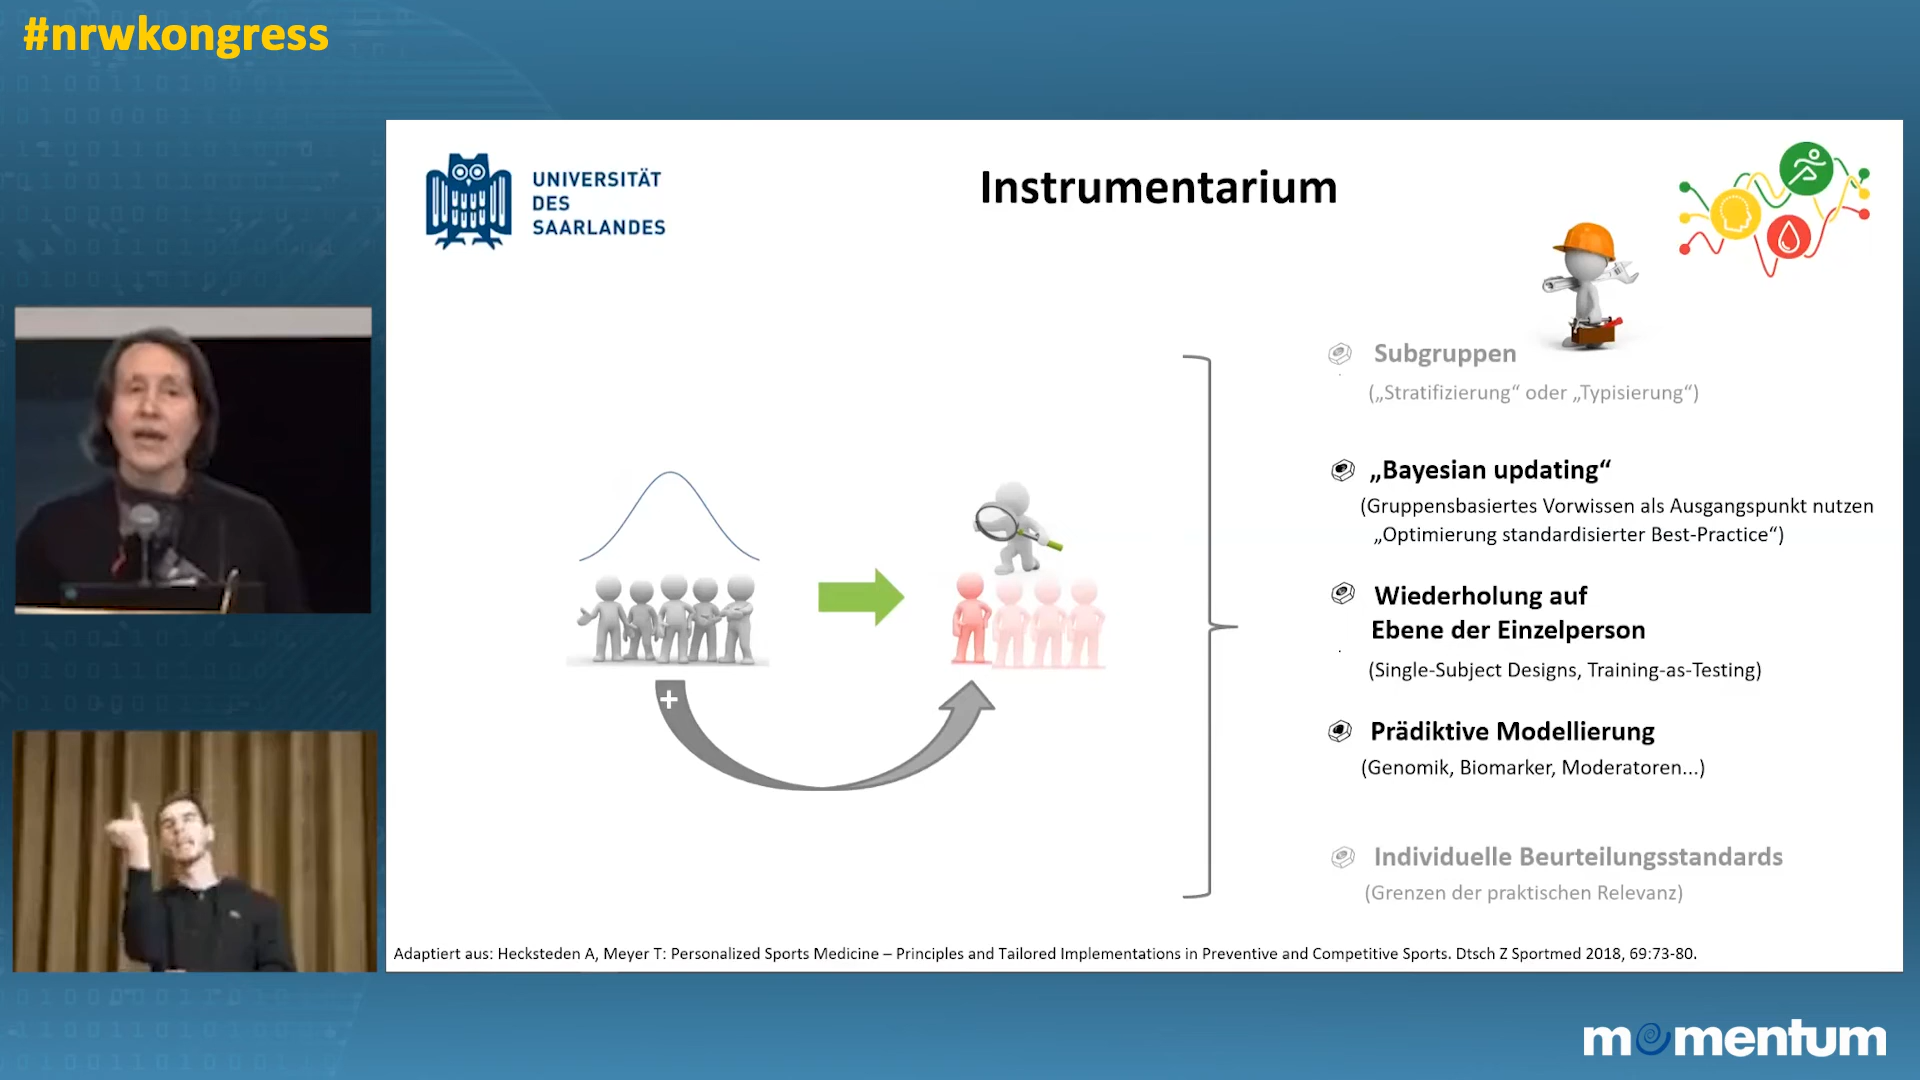 #nrwkongress
UNIVERSITÄT
DES
SAARLANDES
Instrumentarium
Subgruppen
(„Stratifizierung“ oder „Typisierung“)
„Bayesian updating“
(Gruppensbasiertes Vorwissen als Ausgangspunkt nutzen
„Optimierung standardisierter Best-Practice“)
Wiederholung auf
Ebene der Einzelperson
(Single-Subject Designs, Training-as-Testing)
+
Prädiktive Modellierung
(Genomik, Biomarker, Moderatoren...)
Individuelle Beurteilungsstandards
(Grenzen der praktischen Relevanz)
Adaptiert aus: Hecksteden A, Meyer T: Personalized Sports Medicine – Principles and Tailored Implementations in Preventive and Competitive Sports. Dtsch Z Sportmed 2018, 69:73-80.
momentum